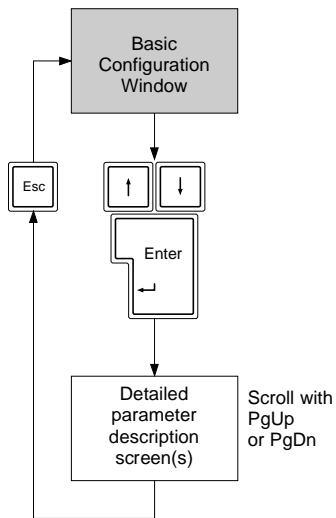 Basic
Configuration
Window
Esc
Enter
Detailed
parameter
description
screen(s)
Scroll with
PgUp
or PgDn